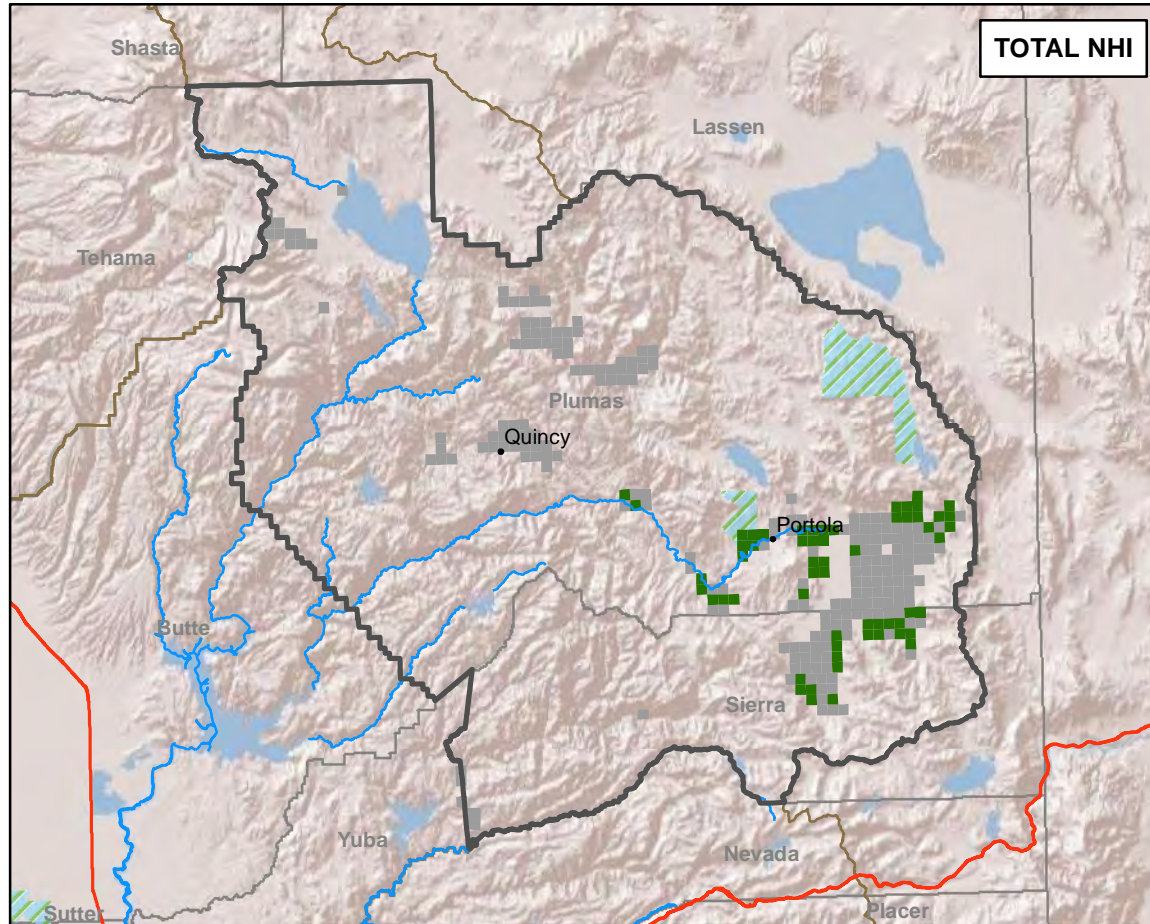 TOTAL NHI
Shasta
Lassen
Tehama
Plumas
Quincy
Portola
Butte
Sierra
Yuba
Nevada
Sutter
Placer